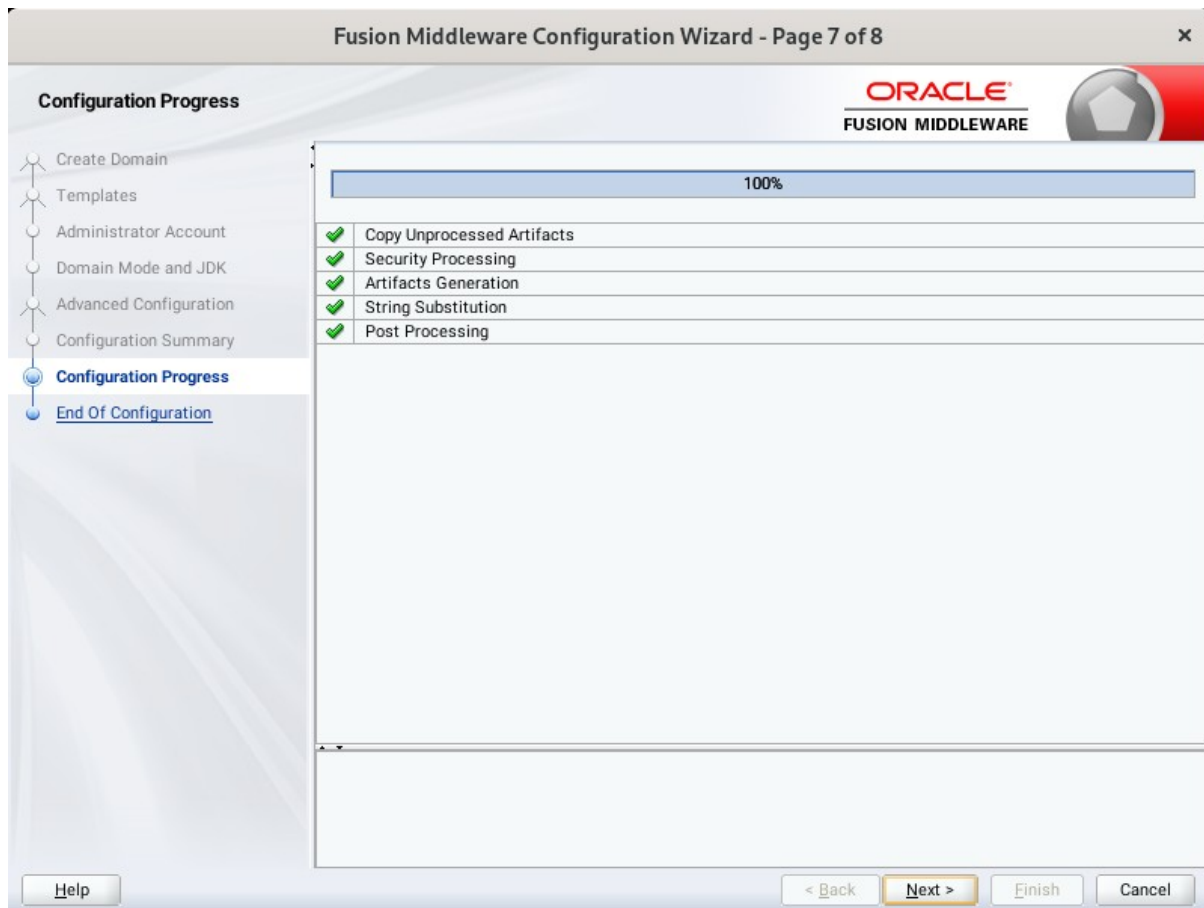 Fusion Middleware Configuration Wizard - Page 7 of 8
Configuration Progress
ORACLE
FUSION MIDDLEWARE
Create Domain
Templates
Administrator Account
Domain Mode and JDK
Advanced Configuration
Configuration Summary
Configuration Progress
End Of Configuration
100%
Copy Unprocessed Artifacts
Security Processing
Artifacts Generation
String Substitution
Post Processing
Help
< Back
Next >
Finish
Cancel